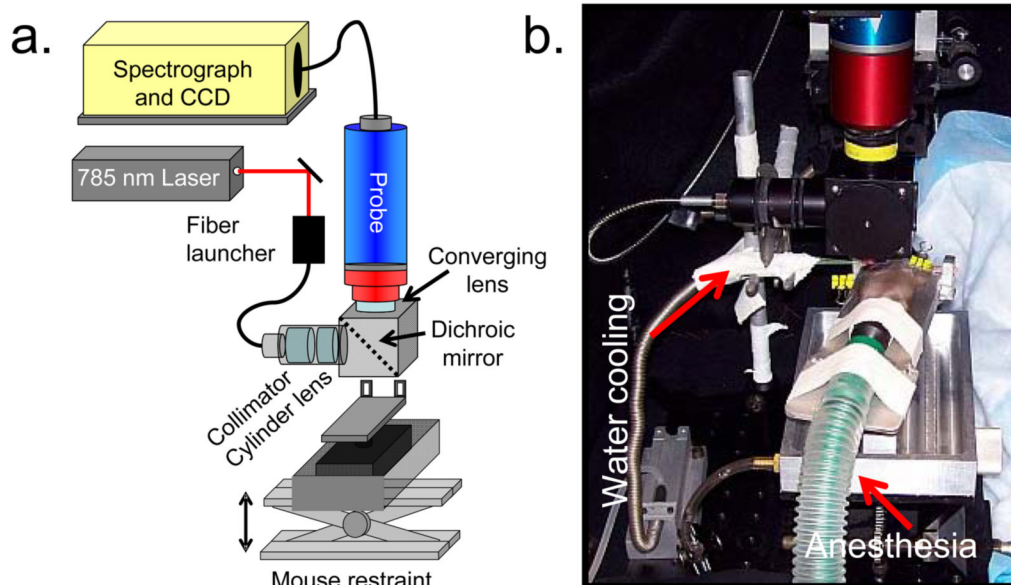 a.
Spectrograph
and CCD
785 nm Laser
Fiber
launcher
Probe
Converging
lens
Dichroic
mirror
Collimator
Cylinder lens
Mouse restraint
b.
Water cooling
Anesthesia